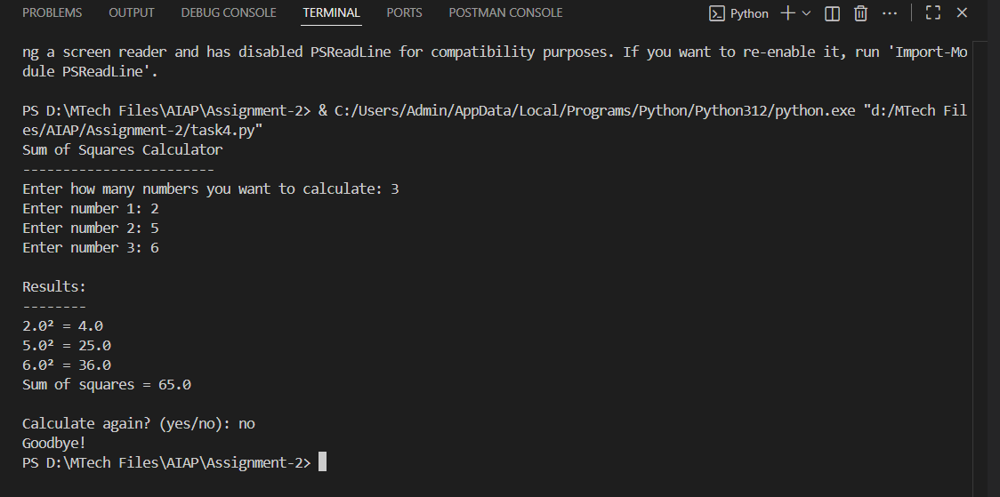 PROBLEMS OUTPUT DEBUG CONSOLE TERMINAL PORTS POSTMAN CONSOLE Python
ng a screen reader and has disabled PSReadLine for compatibility purposes. If you want to re-enable it, run 'Import-Mo
dule PSReadLine'.
PS D:\MTech Files\AIAP\Assignment-2> & C:/Users/Admin/AppData/Local/Programs/Python/Python312/python.exe "d:/MTech Fil
es/AIAP/Assignment-2/task4.py"
Sum of Squares Calculator
------------------------
Enter how many numbers you want to calculate: 3
Enter number 1: 2
Enter number 2: 5
Enter number 3: 6
Results:
--------
2.0² = 4.0
5.0² = 25.0
6.0² = 36.0
Sum of squares = 65.0
Calculate again? (yes/no): no
Goodbye!
PS D:\MTech Files\AIAP\Assignment-2>